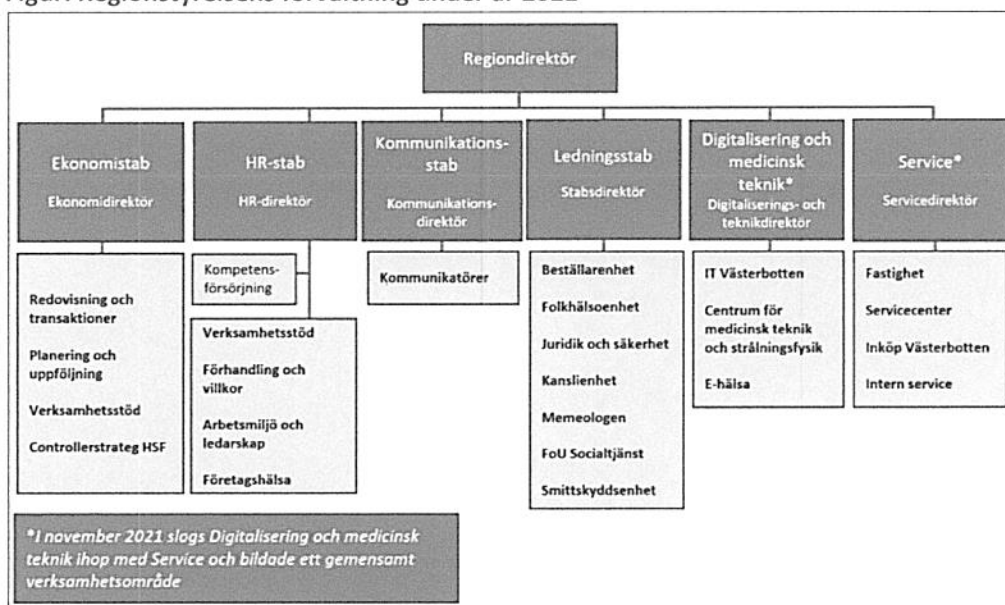 Regionstyrelsens förvaltning under år
Regiondirektör
Ekonomistab
Ekonomidirektör
Redovisning och
transaktioner
Planering och
uppföljning
Verksamhetsstöd
Controllerstrateg HSF
HR-stab
HR-direktör
Kompetens-
försörjning
Verksamhetsstöd
Förhandling och
villkor
Arbetsmiljö och
ledarskap
Företagshälsa
Kommunikations-
stab
Kommunikations-
direktör
Kommunikatörer
Ledningsstab
Stabsdirektör
Beställarenhet
Folkhälsoenhet
Juridik och säkerhet
Kanslienhet
Memeologen
FoU Socialtjänst
Smittskyddsenhet
Digitalisering och
medicinsk
teknik*
Digitaliserings- och
teknikdirektör
IT Västerbotten
Centrum för
medicinsk teknik
och strålningsfysik
E-hälsa
Service*
Servicedirektör
Fastighet
Servicecenter
Inköp Västerbotten
Intern service
*I november 2021 slogs Digitalisering och medicinsk
teknik ihop med Service och bildade ett gemensamt
verksamhetsområde